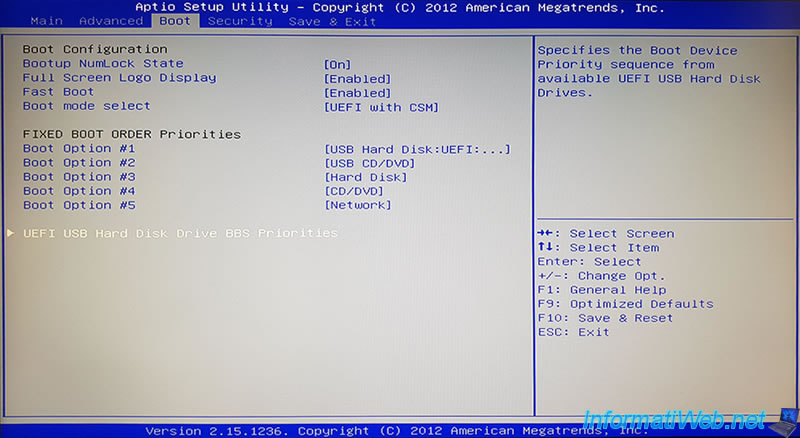 Aptio Setup Utility – Copyright (C) 2012 American Megatrends, Inc.
Main Advanced Boot Security Save & Exit
Boot Configuration
Bootup NumLock State [On]
Full Screen Logo Display [Enabled]
Fast Boot [Enabled]
Boot mode select [UEFI with CSM]
FIXED BOOT ORDER Priorities
Boot Option #1 [USB Hard Disk:UEFI:...]
Boot Option #2 [USB CD/DVD]
Boot Option #3 [Hard Disk]
Boot Option #4 [CD/DVD]
Boot Option #5 [Network]
▶ UEFI USB Hard Disk Drive BBS Priorities
Specifies the Boot Device
Priority sequence from
available UEFI USB Hard Disk
Drives.
→←: Select Screen
↑↓: Select Item
Enter: Select
+/-: Change Opt.
F1: General Help
F9: Optimized Defaults
F10: Save & Reset
ESC: Exit
Version 2.15.1236. Copyright (C) 2012 American Megatrends, Inc.
InformatiWeb.net